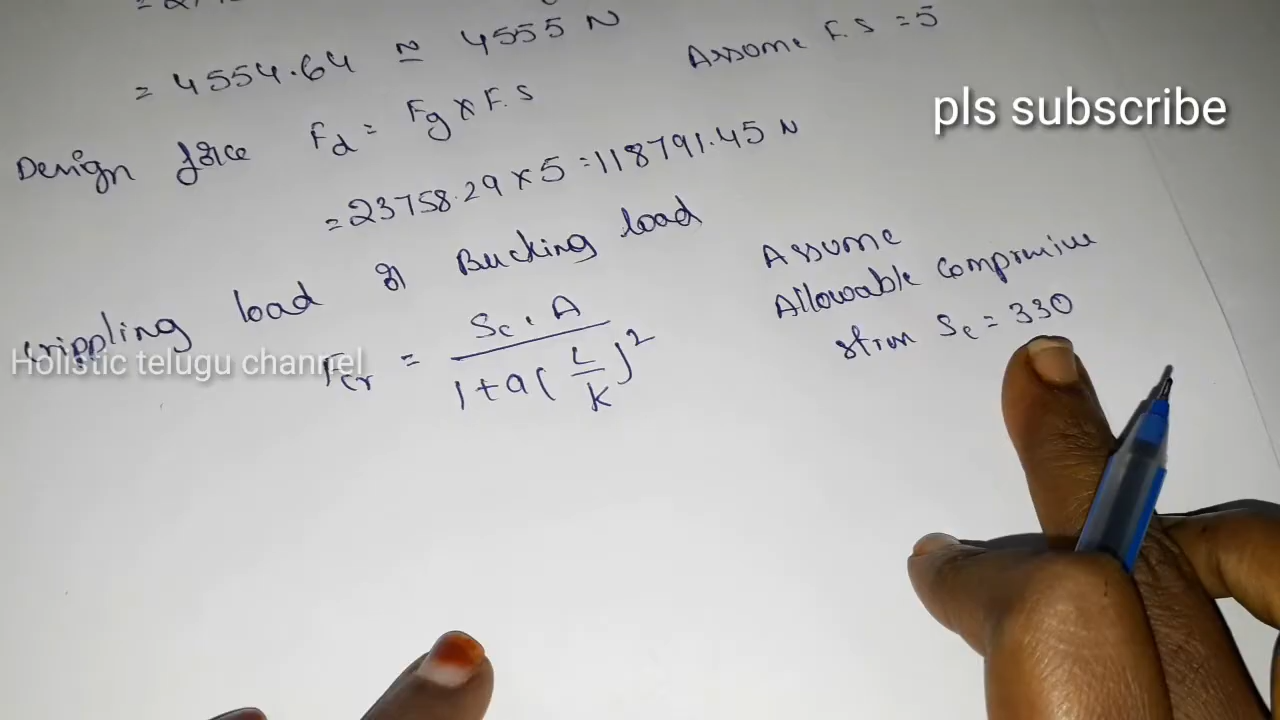 = 4554.64 ≃ 4555 N
Assume F.S = 5
pls subscribe
Design force Fd = Fg × F.S
= 23758.29 × 5 = 118791.45 N
crippling load or Buckling load
Assume
Allowable compressive
stress Sc = 330
Fcr = Sc . A / 1 + a ( L / k )²
Holistic telugu channel